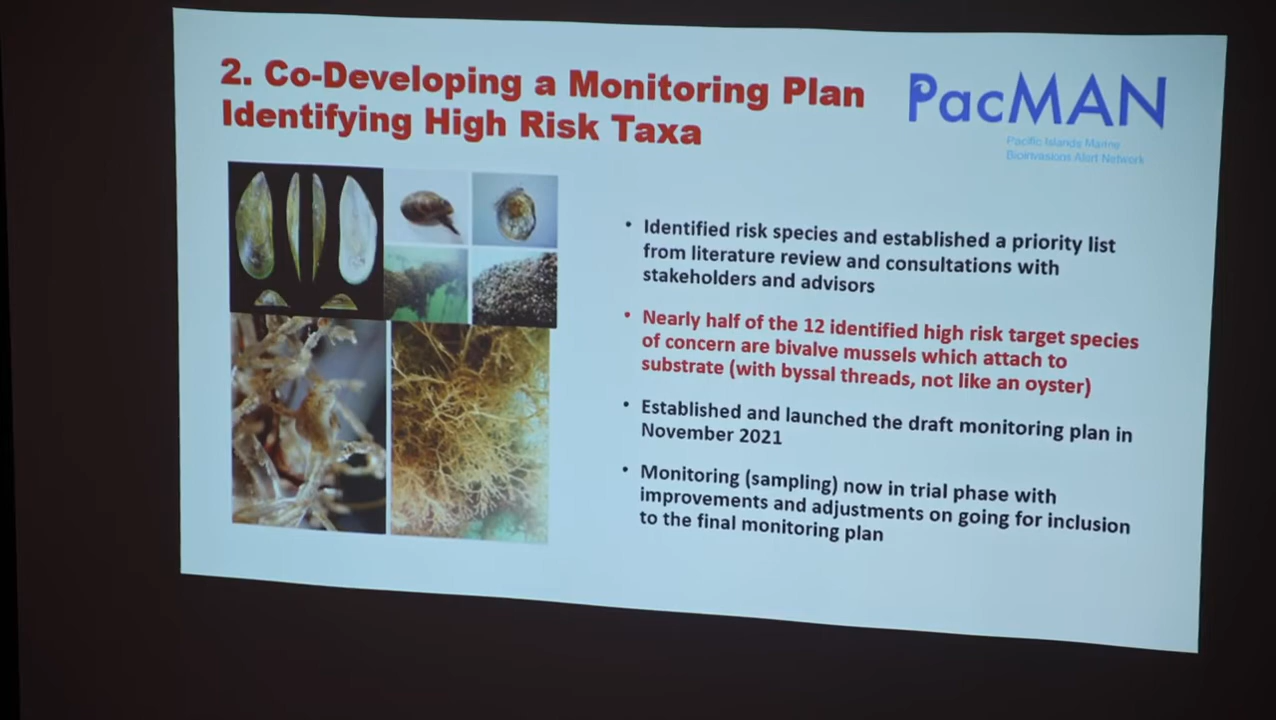 2. Co-Developing a Monitoring Plan
Identifying High Risk Taxa
PacMAN
Pacific Islands Marine
Bioinvasions Alert Network
• Identified risk species and established a priority list
from literature review and consultations with
stakeholders and advisors
• Nearly half of the 12 identified high risk target species
of concern are bivalve mussels which attach to
substrate (with byssal threads, not like an oyster)
• Established and launched the draft monitoring plan in
November 2021
• Monitoring (sampling) now in trial phase with
improvements and adjustments on going for inclusion
to the final monitoring plan